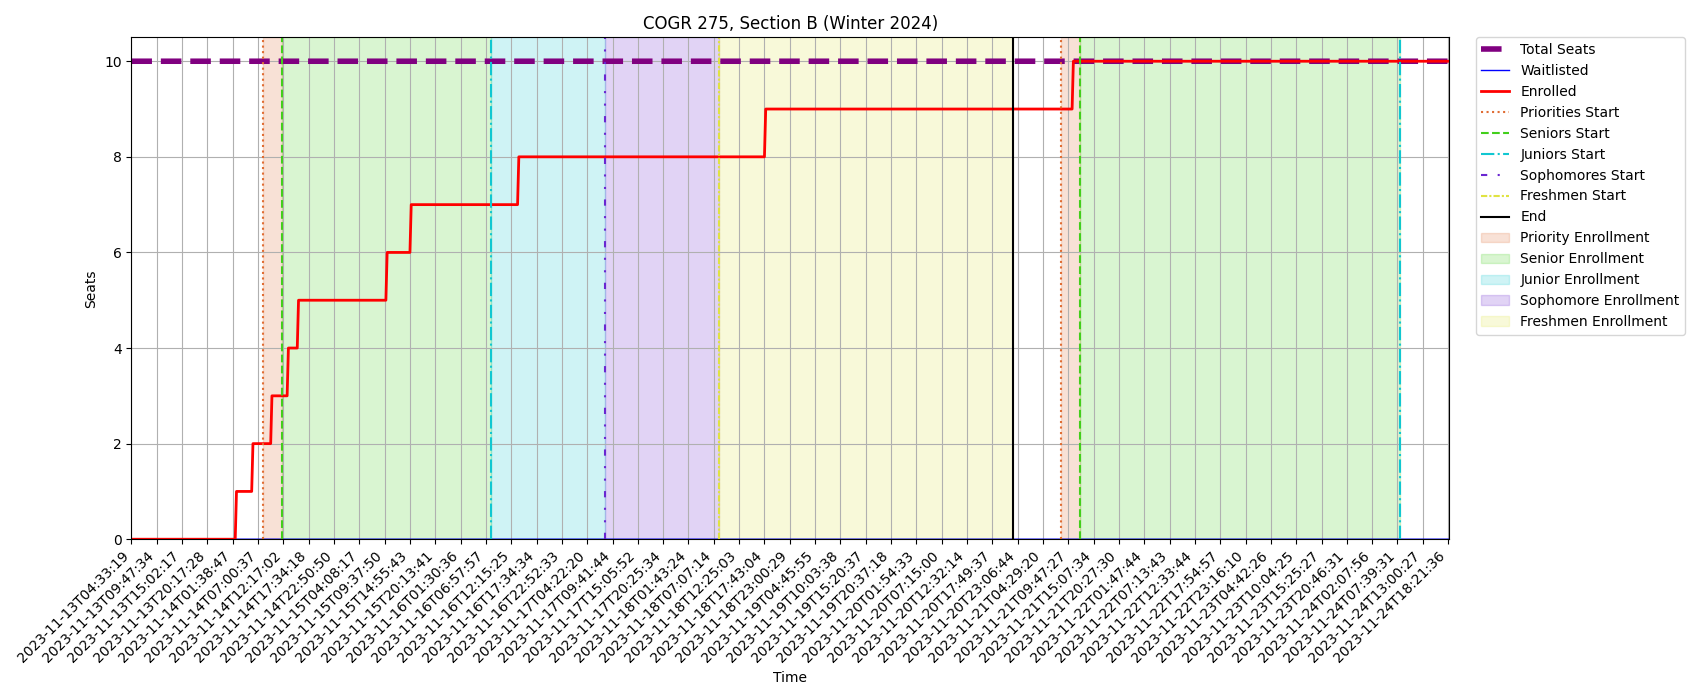 COGR 275, Section B (Winter 2024)
Seats
10
8
6
4
2
0
2023-11-13T04:33:19
2023-11-13T09:47:34
2023-11-13T15:02:17
2023-11-13T20:17:28
2023-11-14T01:38:47
2023-11-14T07:00:37
2023-11-14T12:17:02
2023-11-14T17:34:18
2023-11-14T22:50:50
2023-11-15T04:08:17
2023-11-15T09:37:50
2023-11-15T14:55:43
2023-11-15T20:13:41
2023-11-16T01:30:36
2023-11-16T06:57:57
2023-11-16T12:15:25
2023-11-16T17:34:34
2023-11-16T22:52:33
2023-11-17T04:22:20
2023-11-17T09:41:44
2023-11-17T15:05:52
2023-11-17T20:25:34
2023-11-18T01:43:24
2023-11-18T07:07:14
2023-11-18T12:25:03
2023-11-18T17:43:04
2023-11-18T23:00:29
2023-11-19T04:45:55
2023-11-19T10:03:38
2023-11-19T15:20:37
2023-11-19T20:37:18
2023-11-20T01:54:33
2023-11-20T07:15:00
2023-11-20T12:32:14
2023-11-20T17:49:37
2023-11-20T23:06:44
2023-11-21T04:29:20
2023-11-21T09:47:27
2023-11-21T15:07:34
2023-11-21T20:27:30
2023-11-22T01:47:44
2023-11-22T07:13:43
2023-11-22T12:33:44
2023-11-22T17:54:57
2023-11-22T23:16:10
2023-11-23T04:42:26
2023-11-23T10:04:25
2023-11-23T15:25:27
2023-11-23T20:46:31
2023-11-24T02:07:56
2023-11-24T07:39:31
2023-11-24T13:00:27
2023-11-24T18:21:36
Time
Total Seats
Waitlisted
Enrolled
Priorities Start
Seniors Start
Juniors Start
Sophomores Start
Freshmen Start
End
Priority Enrollment
Senior Enrollment
Junior Enrollment
Sophomore Enrollment
Freshmen Enrollment